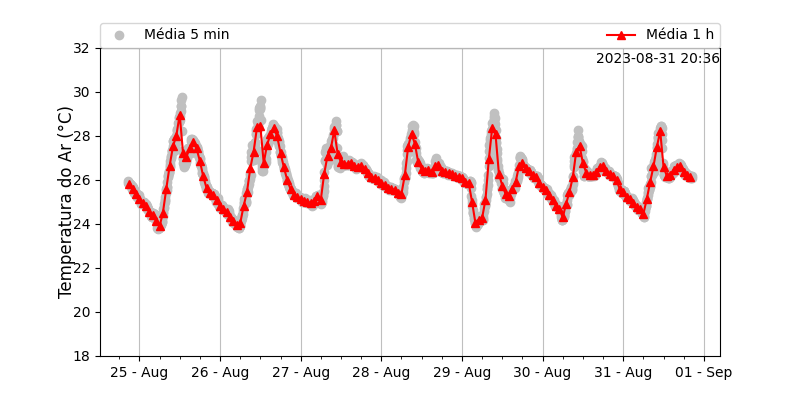 Média 5 min
Média 1 h
2023-08-31 20:36
Temperatura do Ar (°C)
32
30
28
26
24
22
20
18
25 - Aug
26 - Aug
27 - Aug
28 - Aug
29 - Aug
30 - Aug
31 - Aug
01 - Sep